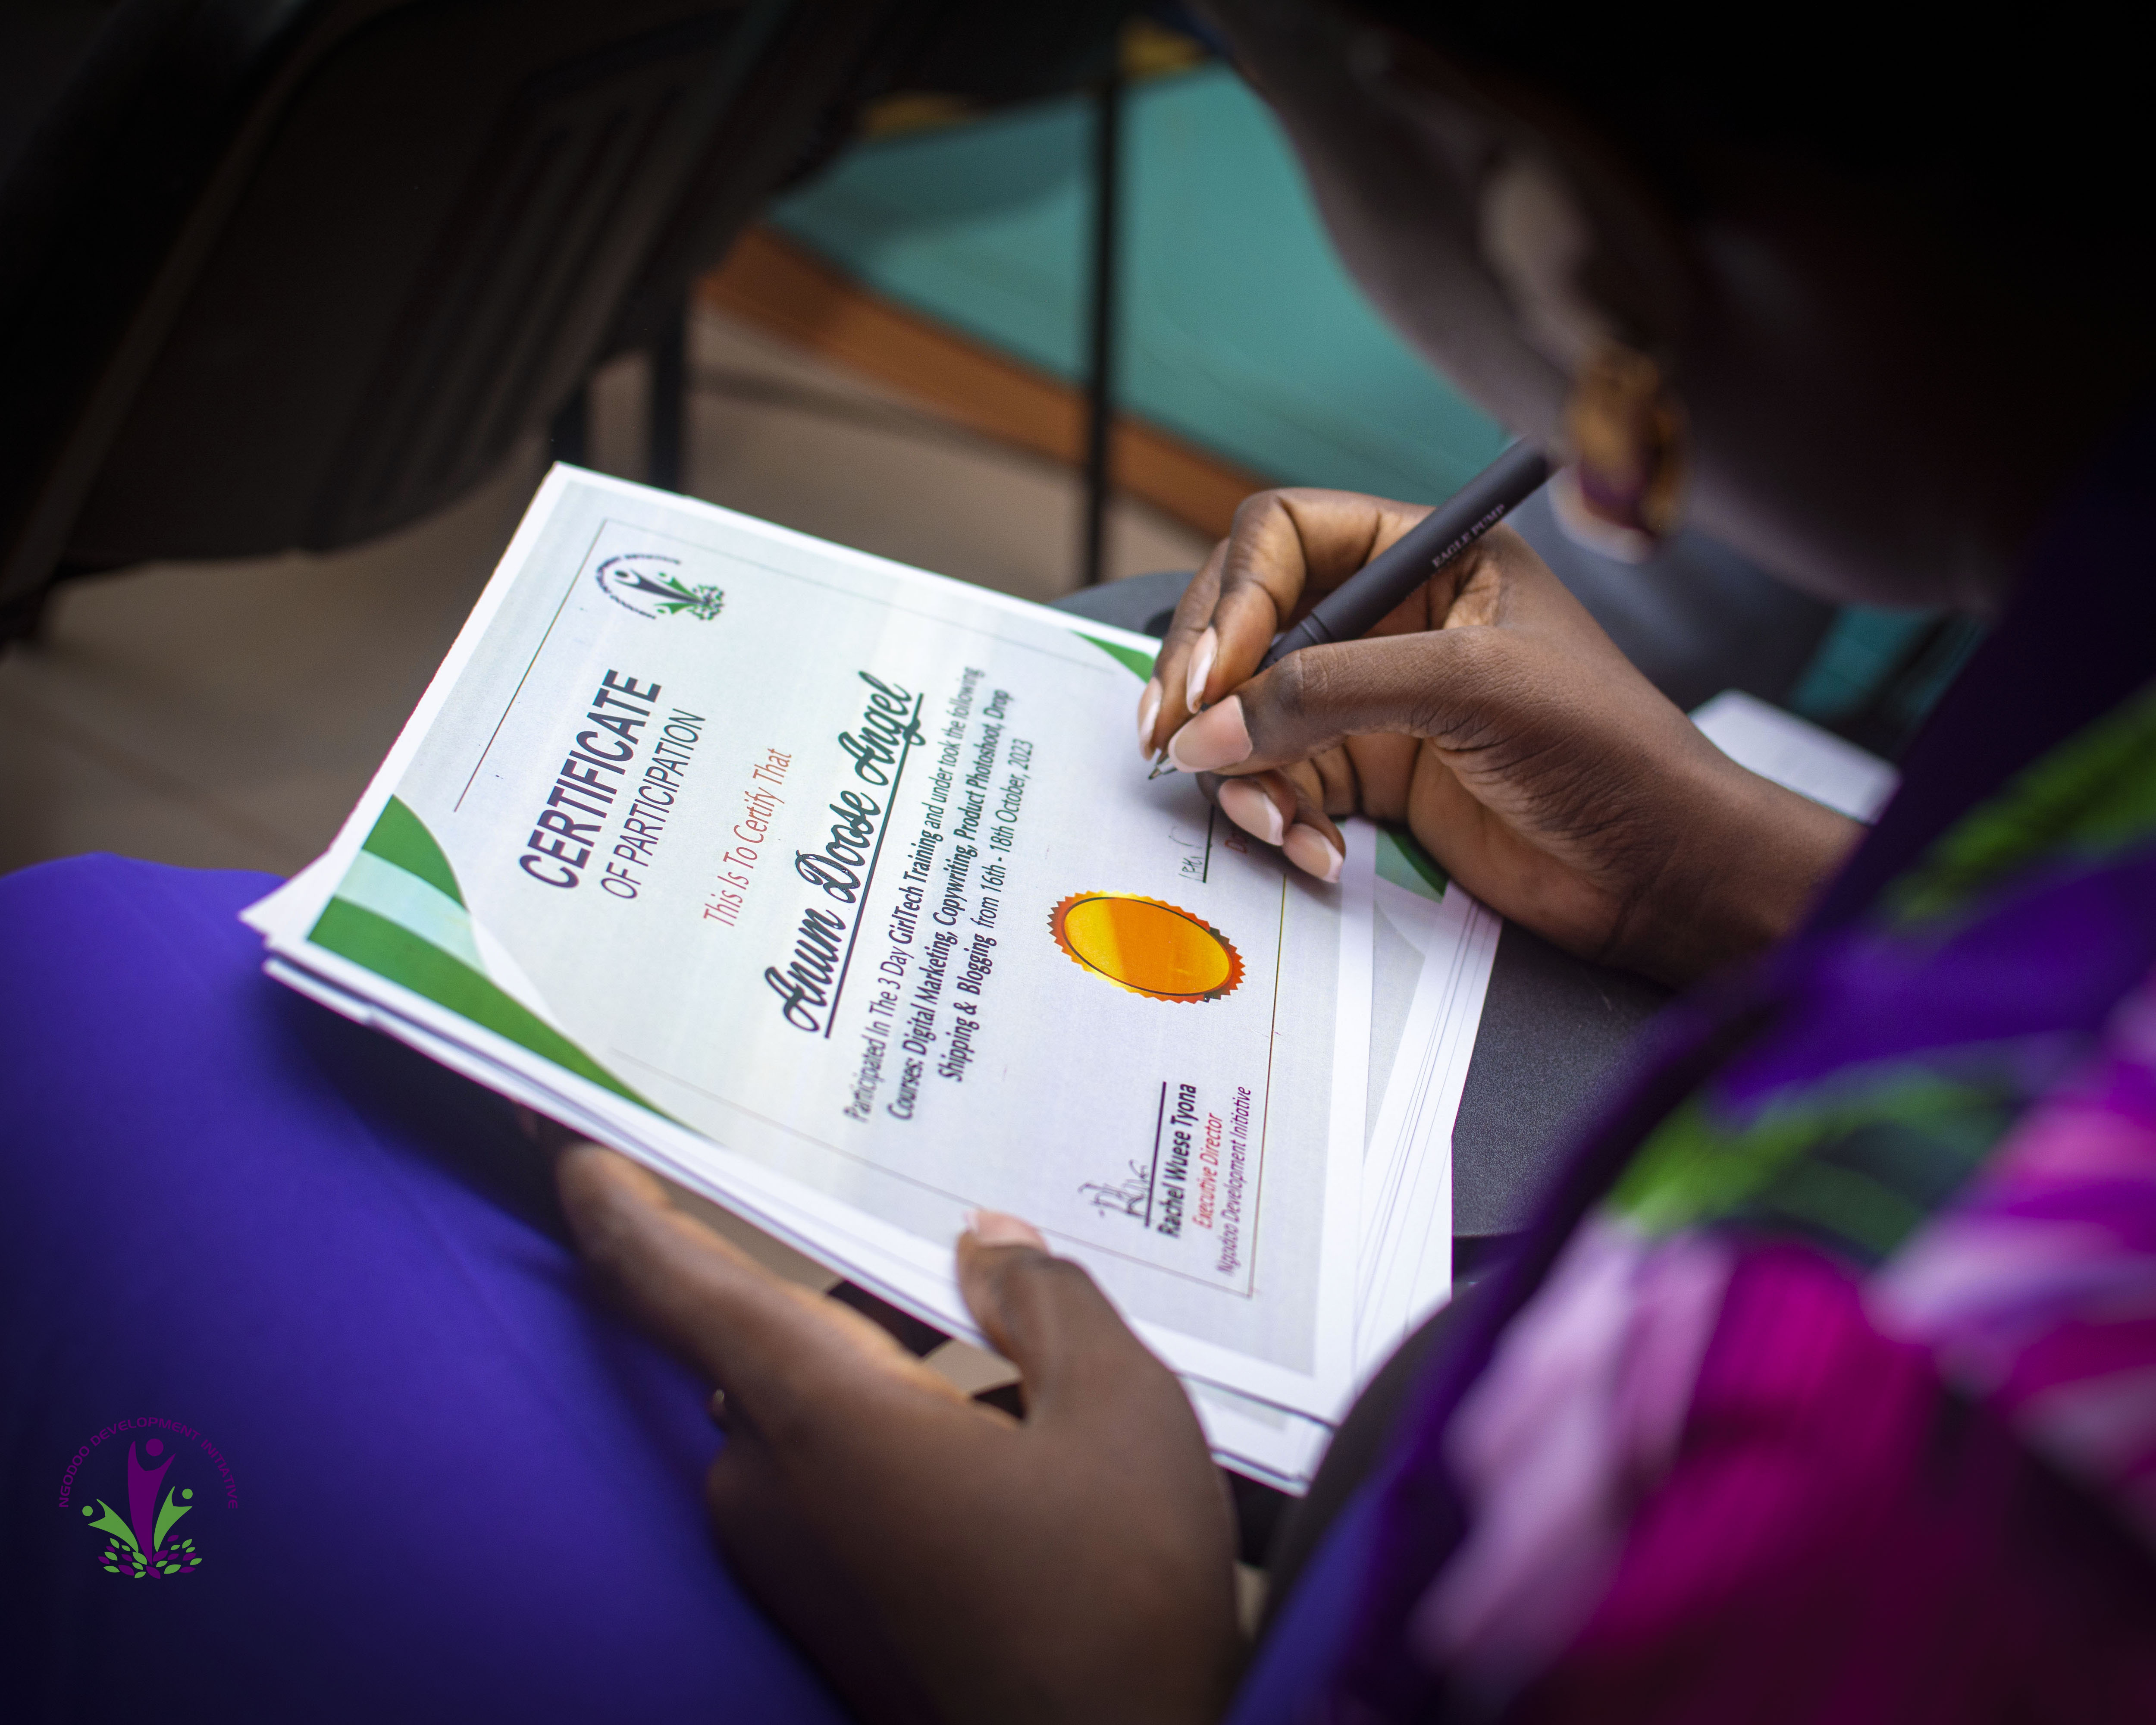 CERTIFICATE
OF PARTICIPATION
This Is To Certify That
Anum Doose Angel
Participated In The 3 Day GirlTech Training and under took the following
Courses: Digital Marketing, Copywriting, Product Photoshoot, Drop
Shipping & Blogging from 16th - 18th October, 2023
Rachel Wuese Tyona
Executive Director
Ngodoo Development Initiative
EAGLE PUMP
NGODOO DEVELOPMENT INITIATIVE